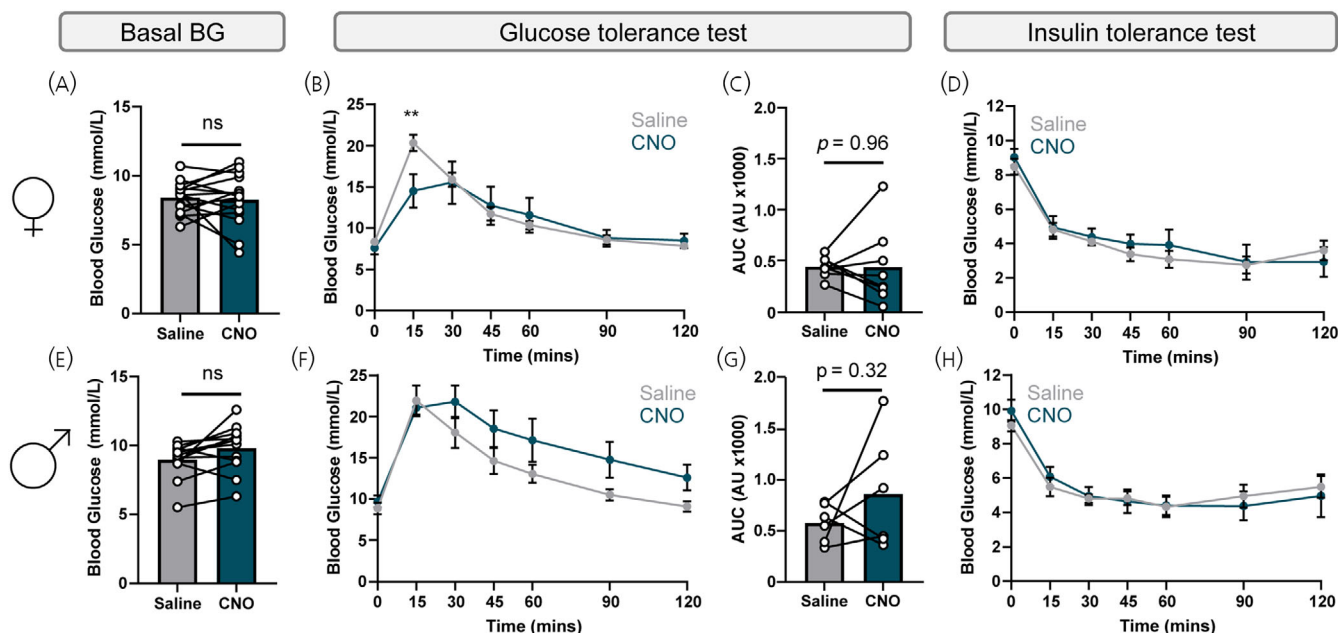 Basal BG
Glucose tolerance test
Insulin tolerance test
(A)
15
10
5
0
Blood Glucose (mmol/L)
ns
Saline
CNO
(B)
25
20
15
10
5
0
Blood Glucose (mmol/L)
**
Saline
CNO
0 15 30 45 60 90 120
Time (mins)
(C)
2.0
1.5
1.0
0.5
0
AUC (AU x1000)
p = 0.96
Saline
CNO
(D)
12
10
8
6
4
2
0
Blood Glucose (mmol/L)
Saline
CNO
0 15 30 45 60 90 120
Time (mins)
(E)
15
10
5
0
Blood Glucose (mmol/L)
ns
Saline
CNO
(F)
25
20
15
10
5
0
Blood Glucose (mmol/L)
Saline
CNO
0 15 30 45 60 90 120
Time (mins)
(G)
2.0
1.5
1.0
0.5
0
AUC (AU x1000)
p = 0.32
Saline
CNO
(H)
12
10
8
6
4
2
0
Blood Glucose (mmol/L)
Saline
CNO
0 15 30 45 60 90 120
Time (mins)